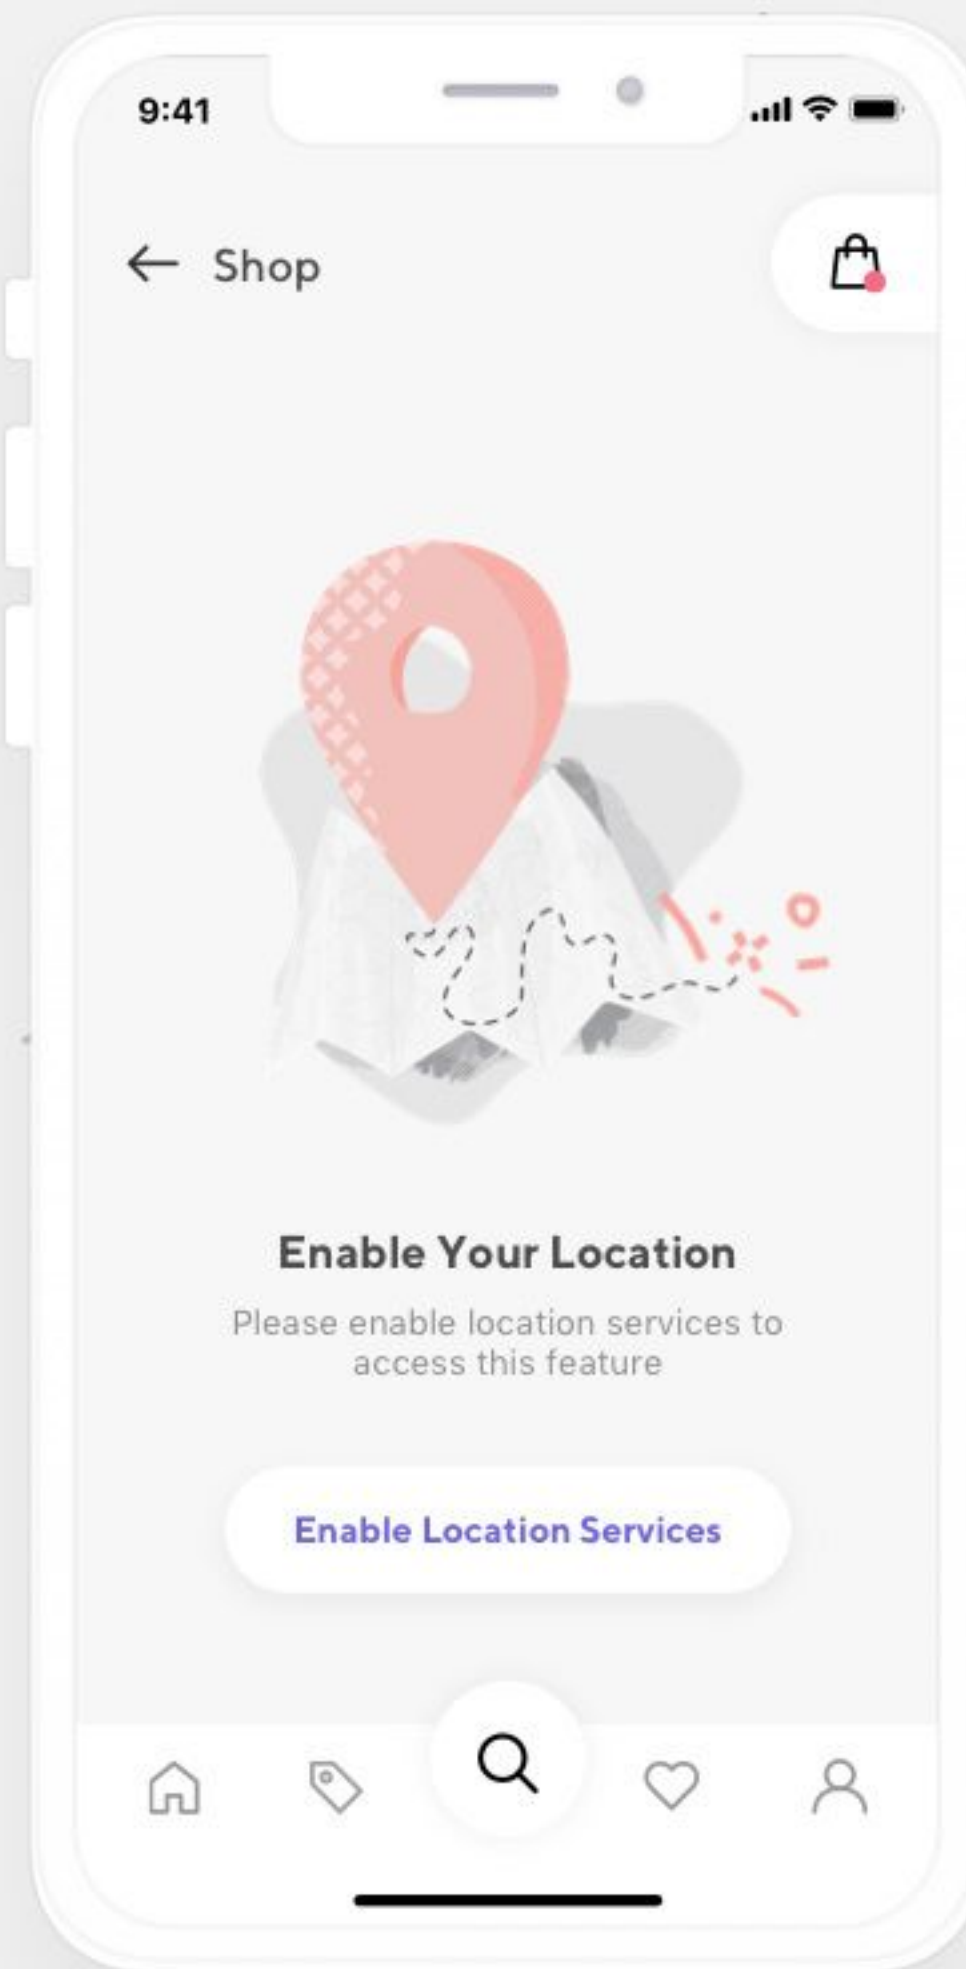 9:41
Shop
Enable Your Location
Please enable location services to
access this feature
Enable Location Services